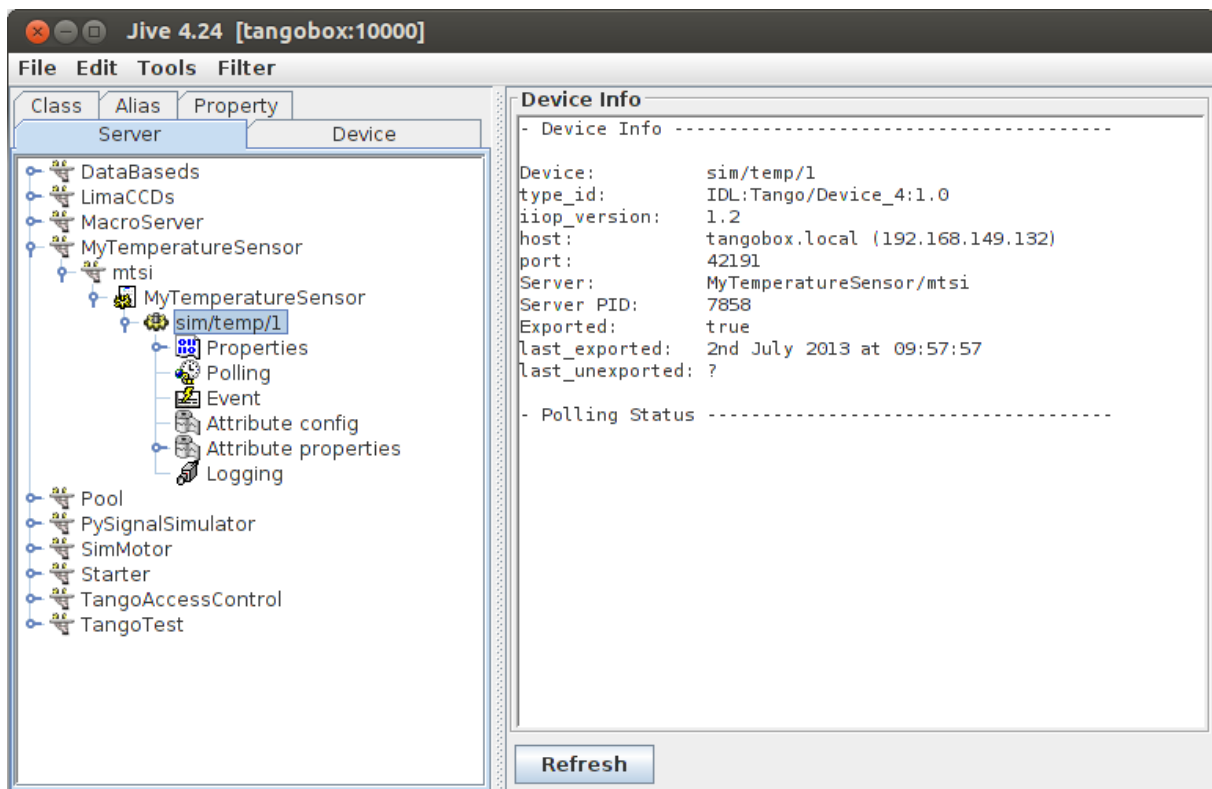 Jive 4.24 [tangobox:10000]
File Edit Tools Filter
Class Alias Property
Server Device
DataBaseds
LimaCCDs
MacroServer
MyTemperatureSensor
mtsi
MyTemperatureSensor
sim/temp/1
Properties
Polling
Event
Attribute config
Attribute properties
Logging
Pool
PySignalSimulator
SimMotor
Starter
TangoAccessControl
TangoTest
Device Info
- Device Info ----------------------------------------
Device: sim/temp/1
type_id: IDL:Tango/Device_4:1.0
iiop_version: 1.2
host: tangobox.local (192.168.149.132)
port: 42191
Server: MyTemperatureSensor/mtsi
Server PID: 7858
Exported: true
last_exported: 2nd July 2013 at 09:57:57
last_unexported: ?
- Polling Status -------------------------------------
Refresh